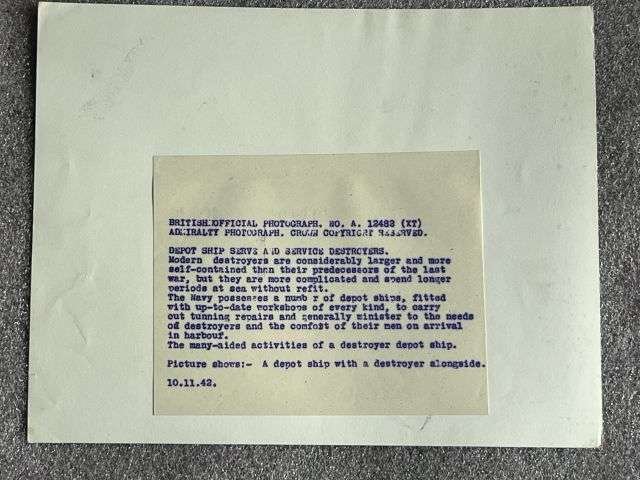 BRITISH OFFICIAL PHOTOGRAPH. NO. A. 12482 (XT)
ADMIRALTY PHOTOGRAPH. CROWN COPYRIGHT RESERVED.
DEPOT SHIP SERVE AND SERVICE DESTROYERS.
Modern destroyers are considerably larger and more
self-contained than their predecessors of the last
war, but they are more complicated and spend longer
periods at sea without refit.
The Navy possesses a numb r of depot ships, fitted
with up-to-date workshops of every kind, to carry
out tunning repairs and generally minister to the needs
of destroyers and the comfort of their men on arrival
in harbour.
The many-aided activities of a destroyer depot ship.
Picture shows:- A depot ship with a destroyer alongside.
10.11.42.